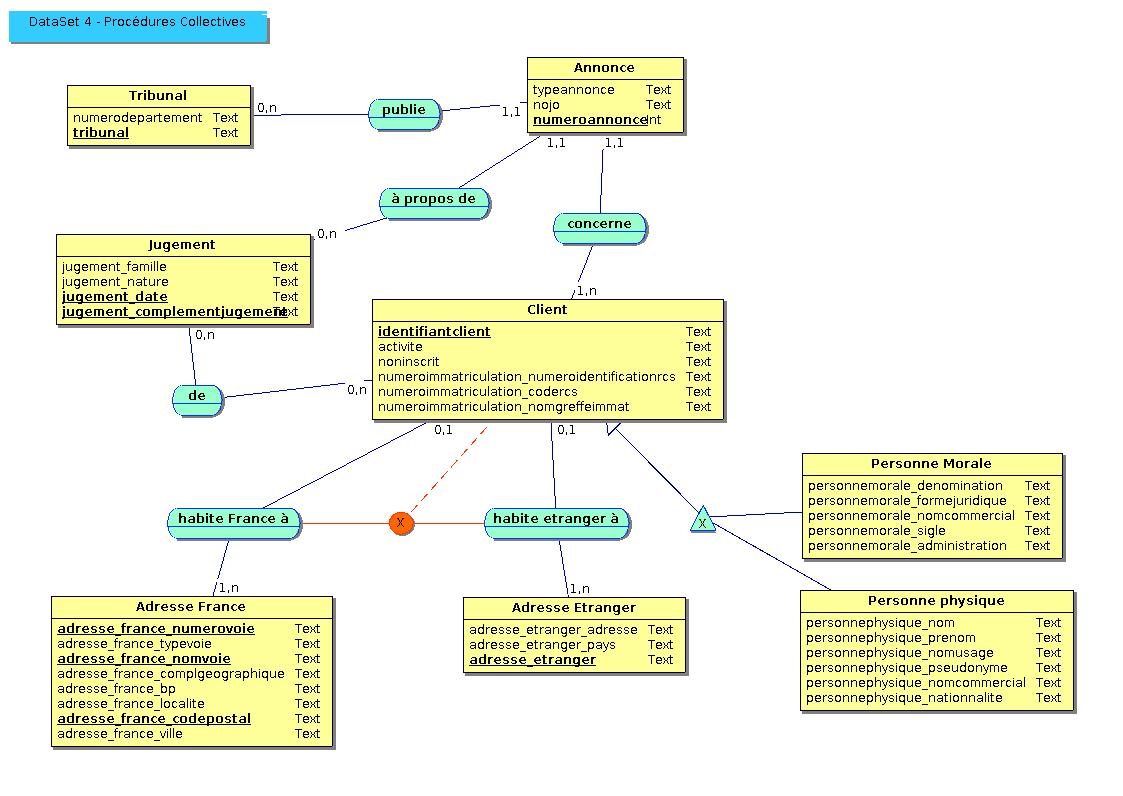 DataSet 4 - Procédures Collectives
Annonce
typeannonce Text
nojo Text
numeroannonce Int
Tribunal
numerodepartement Text
tribunal Text
0,n
publie
1,1
1,1
1,1
à propos de
0,n
concerne
1,n
Jugement
jugement_famille Text
jugement_nature Text
jugement_date Text
jugement_complementjugement Text
0,n
de
0,n
Client
identifiantclient Text
activite Text
noninscrit Text
numeroimmatriculation_numeroidentificationrcs Text
numeroimmatriculation_codercs Text
numeroimmatriculation_nomgreffeimmat Text
0,1
0,1
habite France à
X
habite etranger à
X
1,n
1,n
Personne Morale
personnemorale_denomination Text
personnemorale_formejuridique Text
personnemorale_nomcommercial Text
personnemorale_sigle Text
personnemorale_administration Text
Personne physique
personnephysique_nom Text
personnephysique_prenom Text
personnephysique_nomusage Text
personnephysique_pseudonyme Text
personnephysique_nomcommercial Text
personnephysique_nationnalite Text
Adresse France
adresse_france_numerovoie Text
adresse_france_typevoie Text
adresse_france_nomvoie Text
adresse_france_complgeographique Text
adresse_france_bp Text
adresse_france_localite Text
adresse_france_codepostal Text
adresse_france_ville Text
Adresse Etranger
adresse_etranger_adresse Text
adresse_etranger_pays Text
adresse_etranger Text